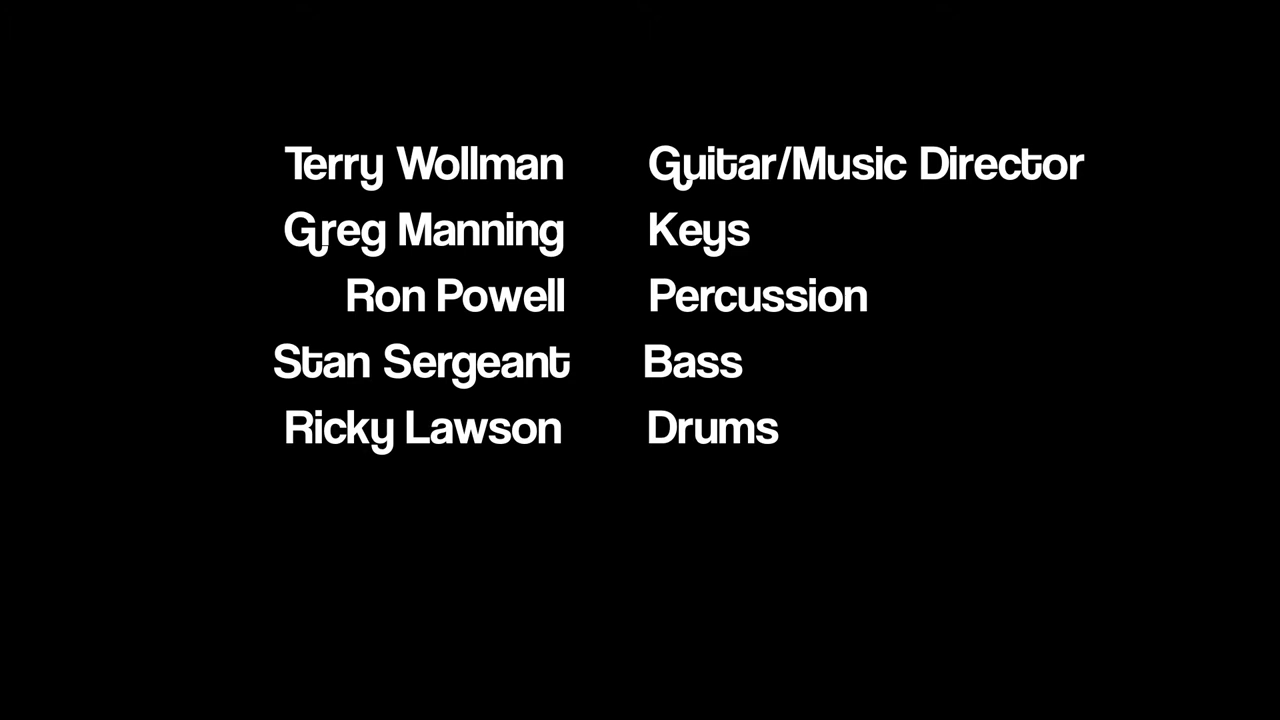 Terry Wollman Guitar/Music Director
Greg Manning Keys
Ron Powell Percussion
Stan Sergeant Bass
Ricky Lawson Drums